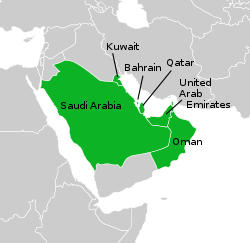 Kuwait
Bahrain
Qatar
United
Arab
Emirates
Saudi Arabia
Oman